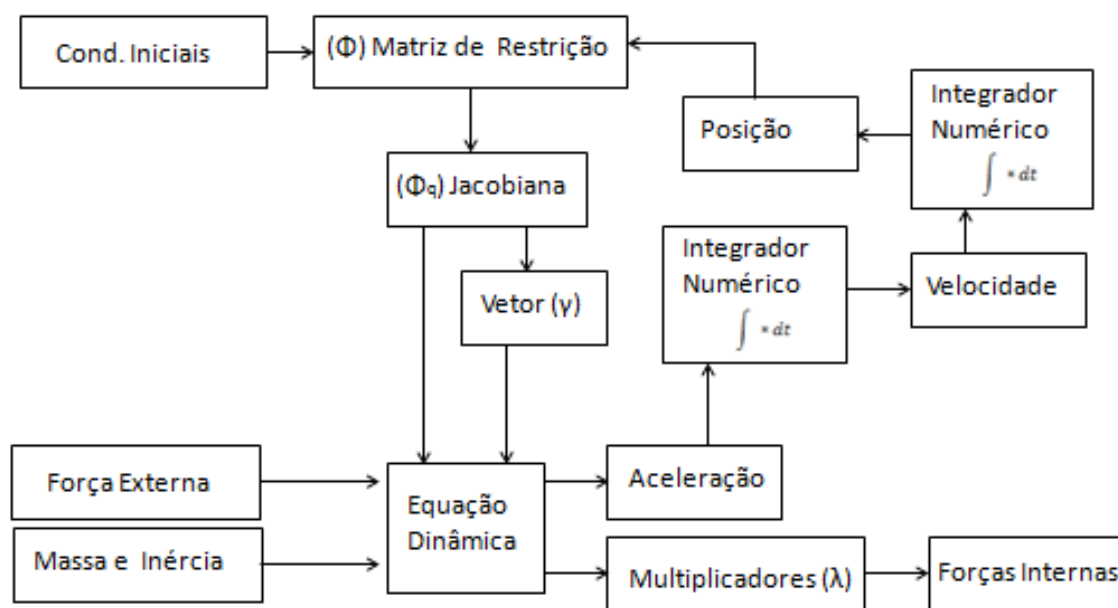 Cond. Iniciais
(Φ) Matriz de Restrição
Integrador
Numérico
∫ * dt
Posição
(Φq) Jacobiana
Integrador
Numérico
∫ * dt
Velocidade
Vetor (γ)
Força Externa
Equação
Dinâmica
Aceleração
Massa e Inércia
Multiplicadores (λ)
Forças Internas